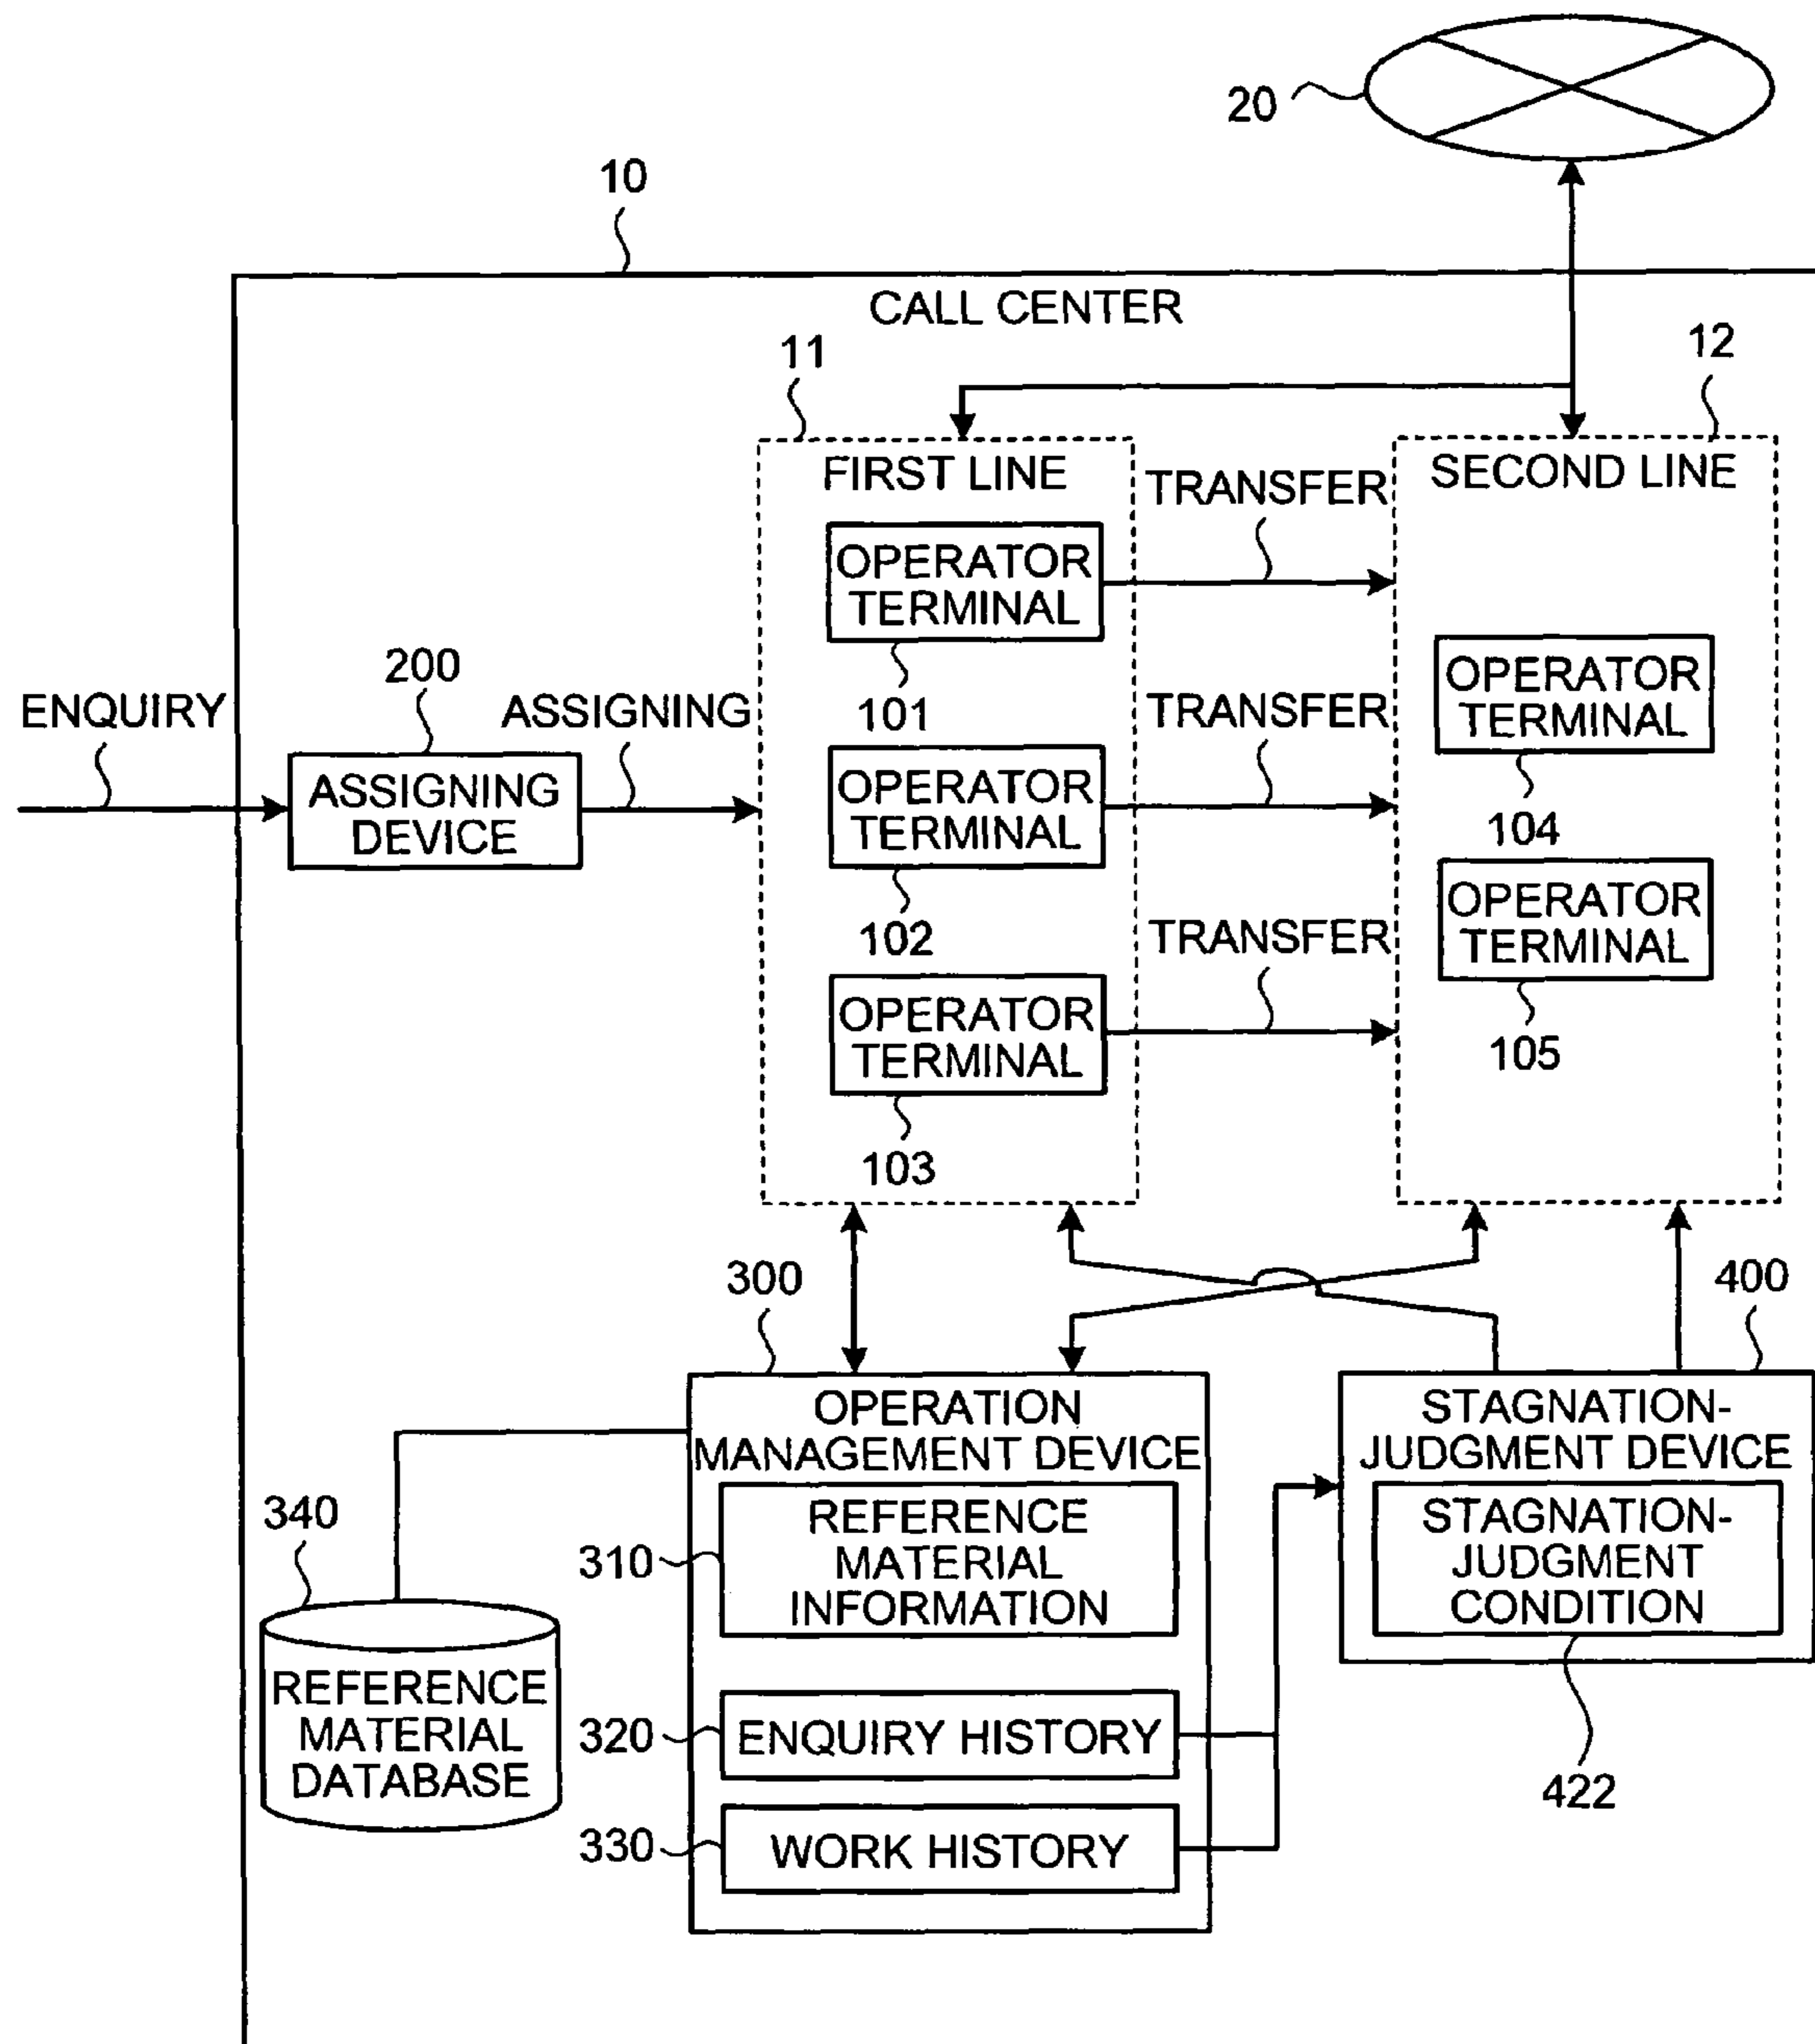 20
10
CALL CENTER
11
12
FIRST LINE
TRANSFER
SECOND LINE
OPERATOR
TERMINAL
101
200
ENQUIRY
ASSIGNING
ASSIGNING
DEVICE
TRANSFER
OPERATOR
TERMINAL
104
OPERATOR
TERMINAL
102
TRANSFER
OPERATOR
TERMINAL
105
OPERATOR
TERMINAL
103
300
400
OPERATION
MANAGEMENT DEVICE
STAGNATION-
JUDGMENT DEVICE
340
310
REFERENCE
MATERIAL
INFORMATION
STAGNATION-
JUDGMENT
CONDITION
REFERENCE
MATERIAL
DATABASE
320
ENQUIRY HISTORY
422
330
WORK HISTORY